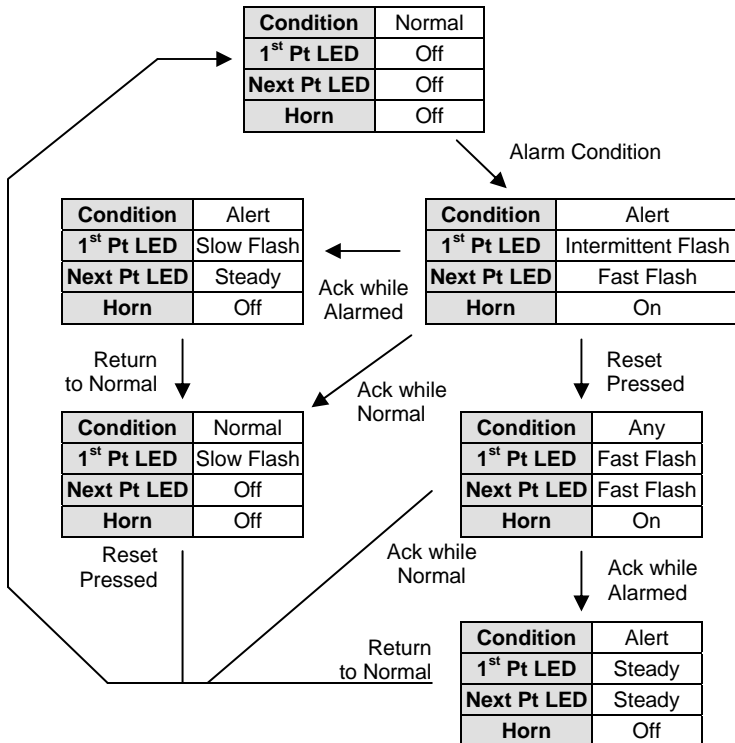 Condition Normal
1st Pt LED Off
Next Pt LED Off
Horn Off
Alarm Condition
Condition Alert
1st Pt LED Slow Flash
Next Pt LED Steady
Horn Off
Ack while
Alarmed
Condition Alert
1st Pt LED Intermittent Flash
Next Pt LED Fast Flash
Horn On
Return
to Normal
Ack while
Normal
Reset
Pressed
Condition Normal
1st Pt LED Slow Flash
Next Pt LED Off
Horn Off
Condition Any
1st Pt LED Fast Flash
Next Pt LED Fast Flash
Horn On
Reset
Pressed
Ack while
Normal
Ack while
Alarmed
Return
to Normal
Condition Alert
1st Pt LED Steady
Next Pt LED Steady
Horn Off